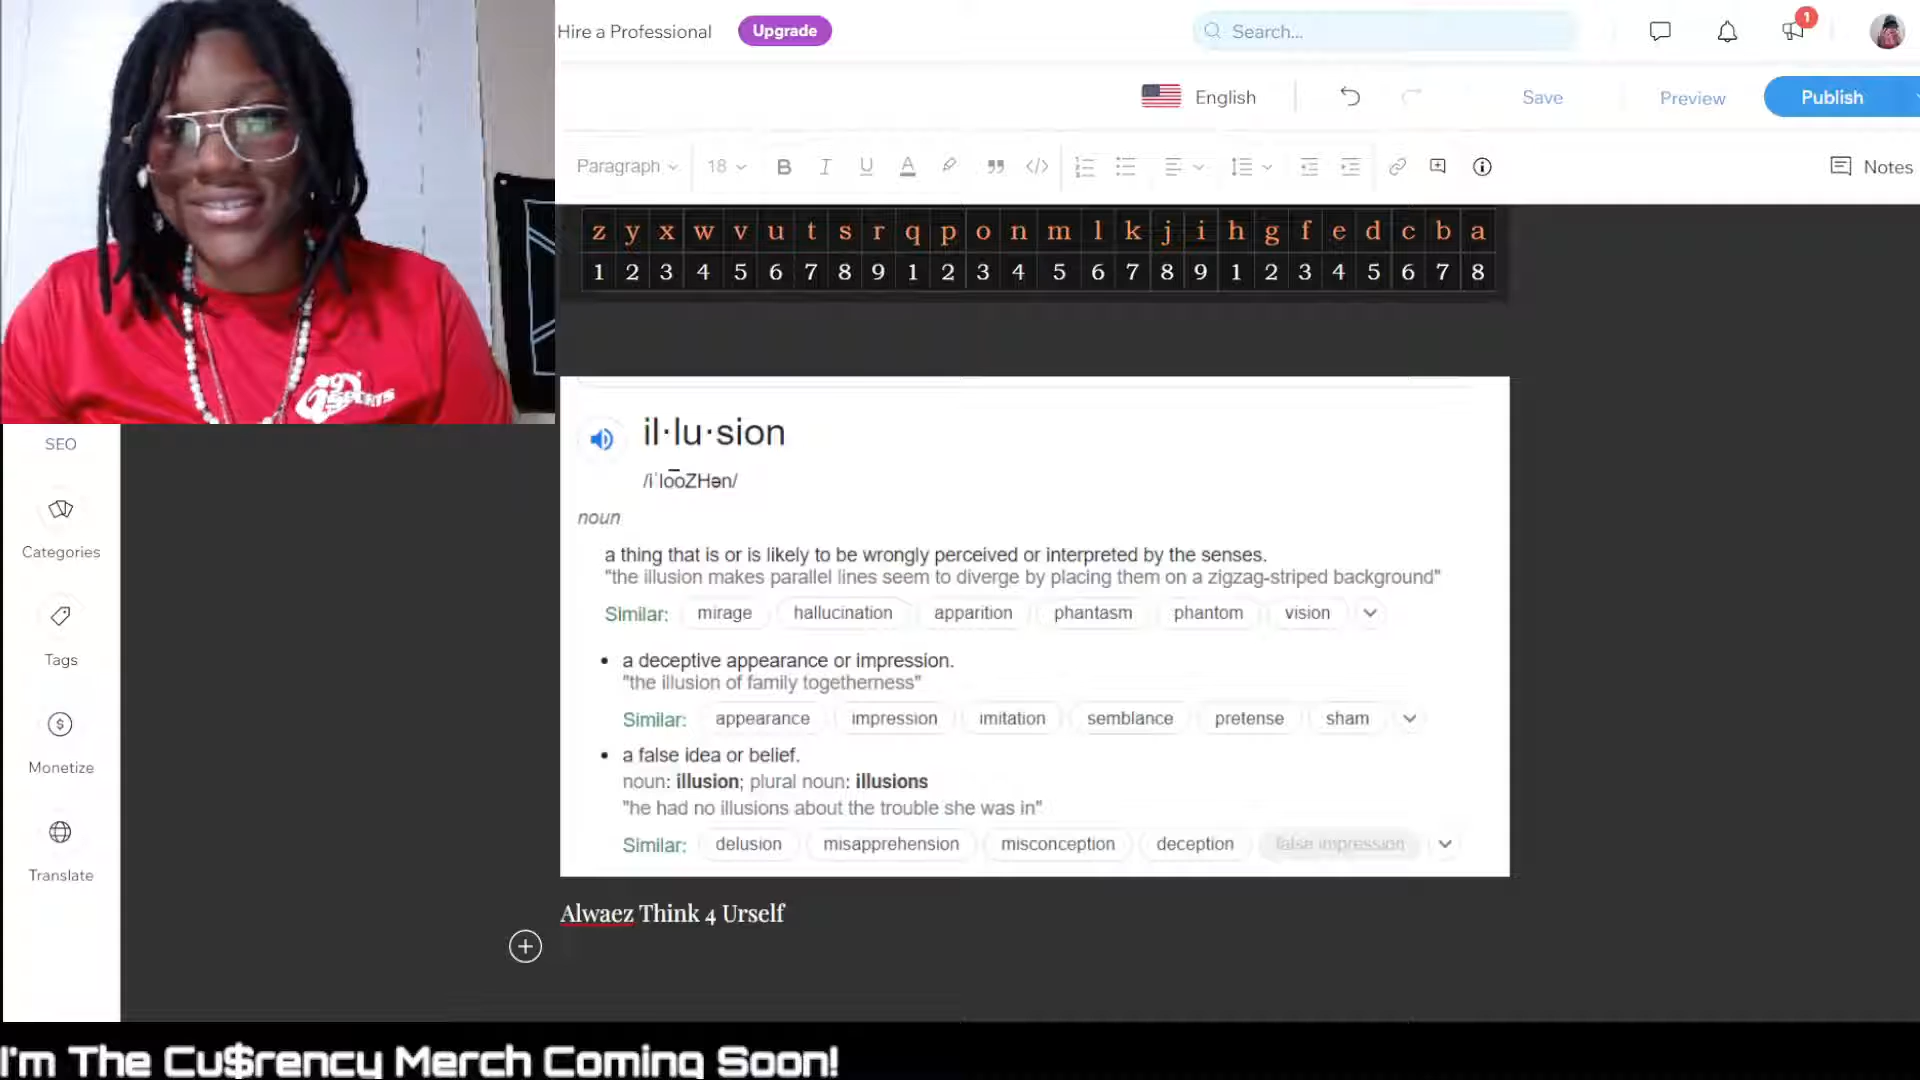 Hire a Professional Upgrade Search... 1
English Save Preview Publish
Paragraph 18 B I U A Notes
z y x w v u t s r q p o n m l k j i h g f e d c b a
1 2 3 4 5 6 7 8 9 1 2 3 4 5 6 7 8 9 1 2 3 4 5 6 7 8
SPORTS
il·lu·sion
/iˈlo͞oZHən/
noun
a thing that is or is likely to be wrongly perceived or interpreted by the senses.
"the illusion makes parallel lines seem to diverge by placing them on a zigzag-striped background"
Similar: mirage hallucination apparition phantasm phantom vision
• a deceptive appearance or impression.
"the illusion of family togetherness"
Similar: appearance impression imitation semblance pretense sham
• a false idea or belief.
noun: illusion; plural noun: illusions
"he had no illusions about the trouble she was in"
Similar: delusion misapprehension misconception deception false impression
Alwaez Think 4 Urself
SEO
Categories
Tags
Monetize
Translate
I'm The Cu$rency Merch Coming Soon!